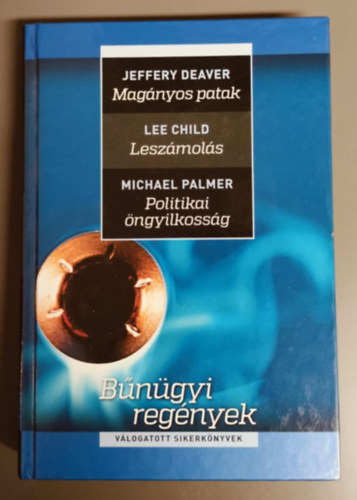 JEFFERY DEAVER
Magányos patak
LEE CHILD
Leszámolás
MICHAEL PALMER
Politikai
öngyilkosság
Bűnügyi
regények
VÁLOGATOTT SIKERKÖNYVEK